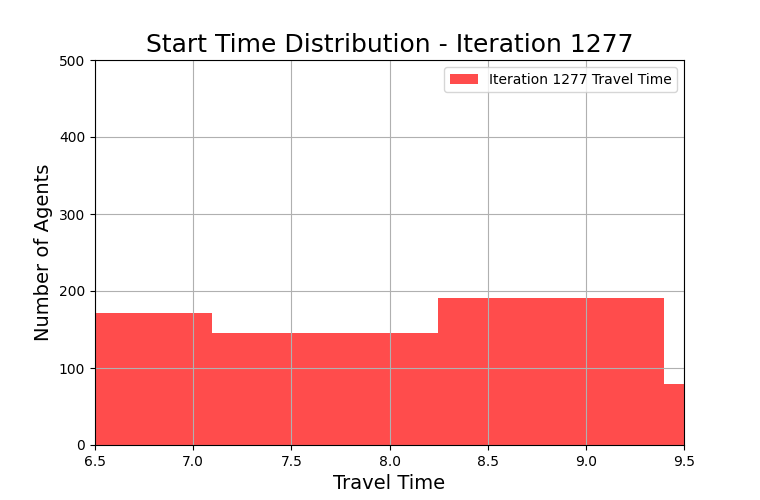 Start Time Distribution - Iteration 1277
Iteration 1277 Travel Time
Number of Agents
500
400
300
200
100
0
6.5 7.0 7.5 8.0 8.5 9.0 9.5
Travel Time